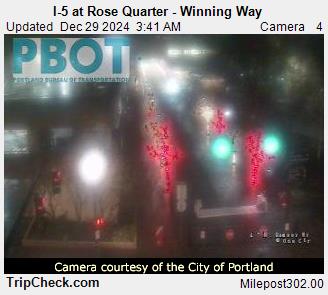 I-5 at Rose Quarter - Winning Way
Updated Dec 29 2024 3:41 AM Camera 4
PBOT
PORTLAND BUREAU OF TRANSPORTATION
Camera courtesy of the City of Portland
TripCheck.com Milepost302.00